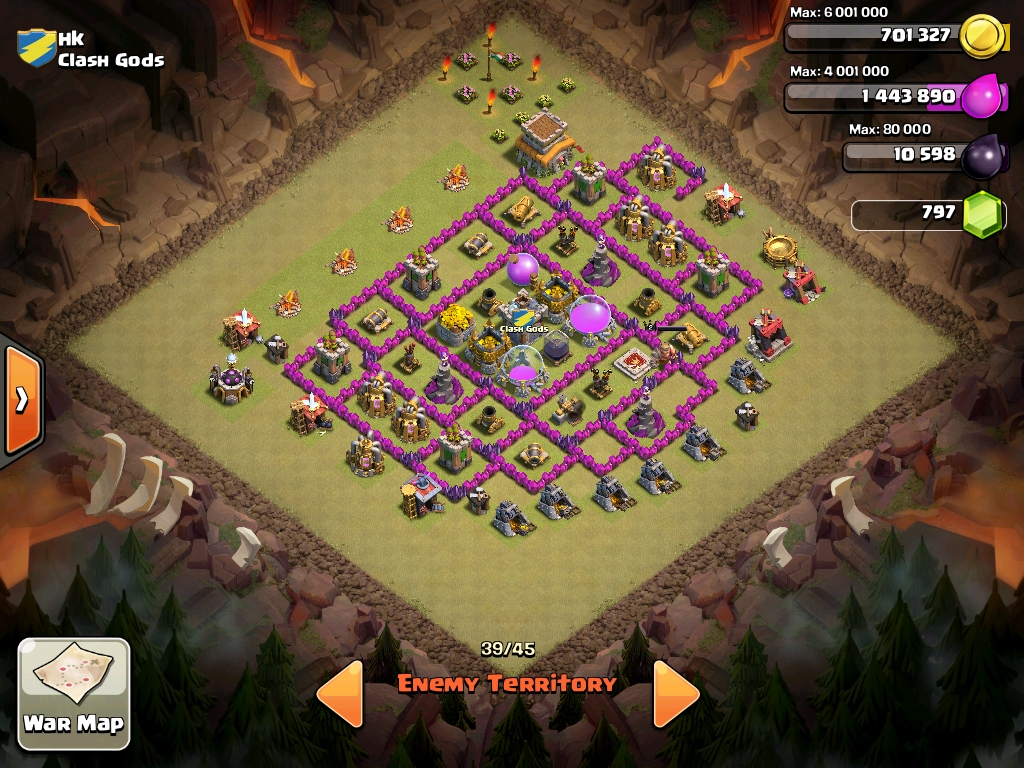 Hk
Clash Gods
Max: 6 001 000
701 327
Max: 4 001 000
1 443 890
Max: 80 000
10 598
797
Clash Gods
39/45
Enemy Territory
War Map